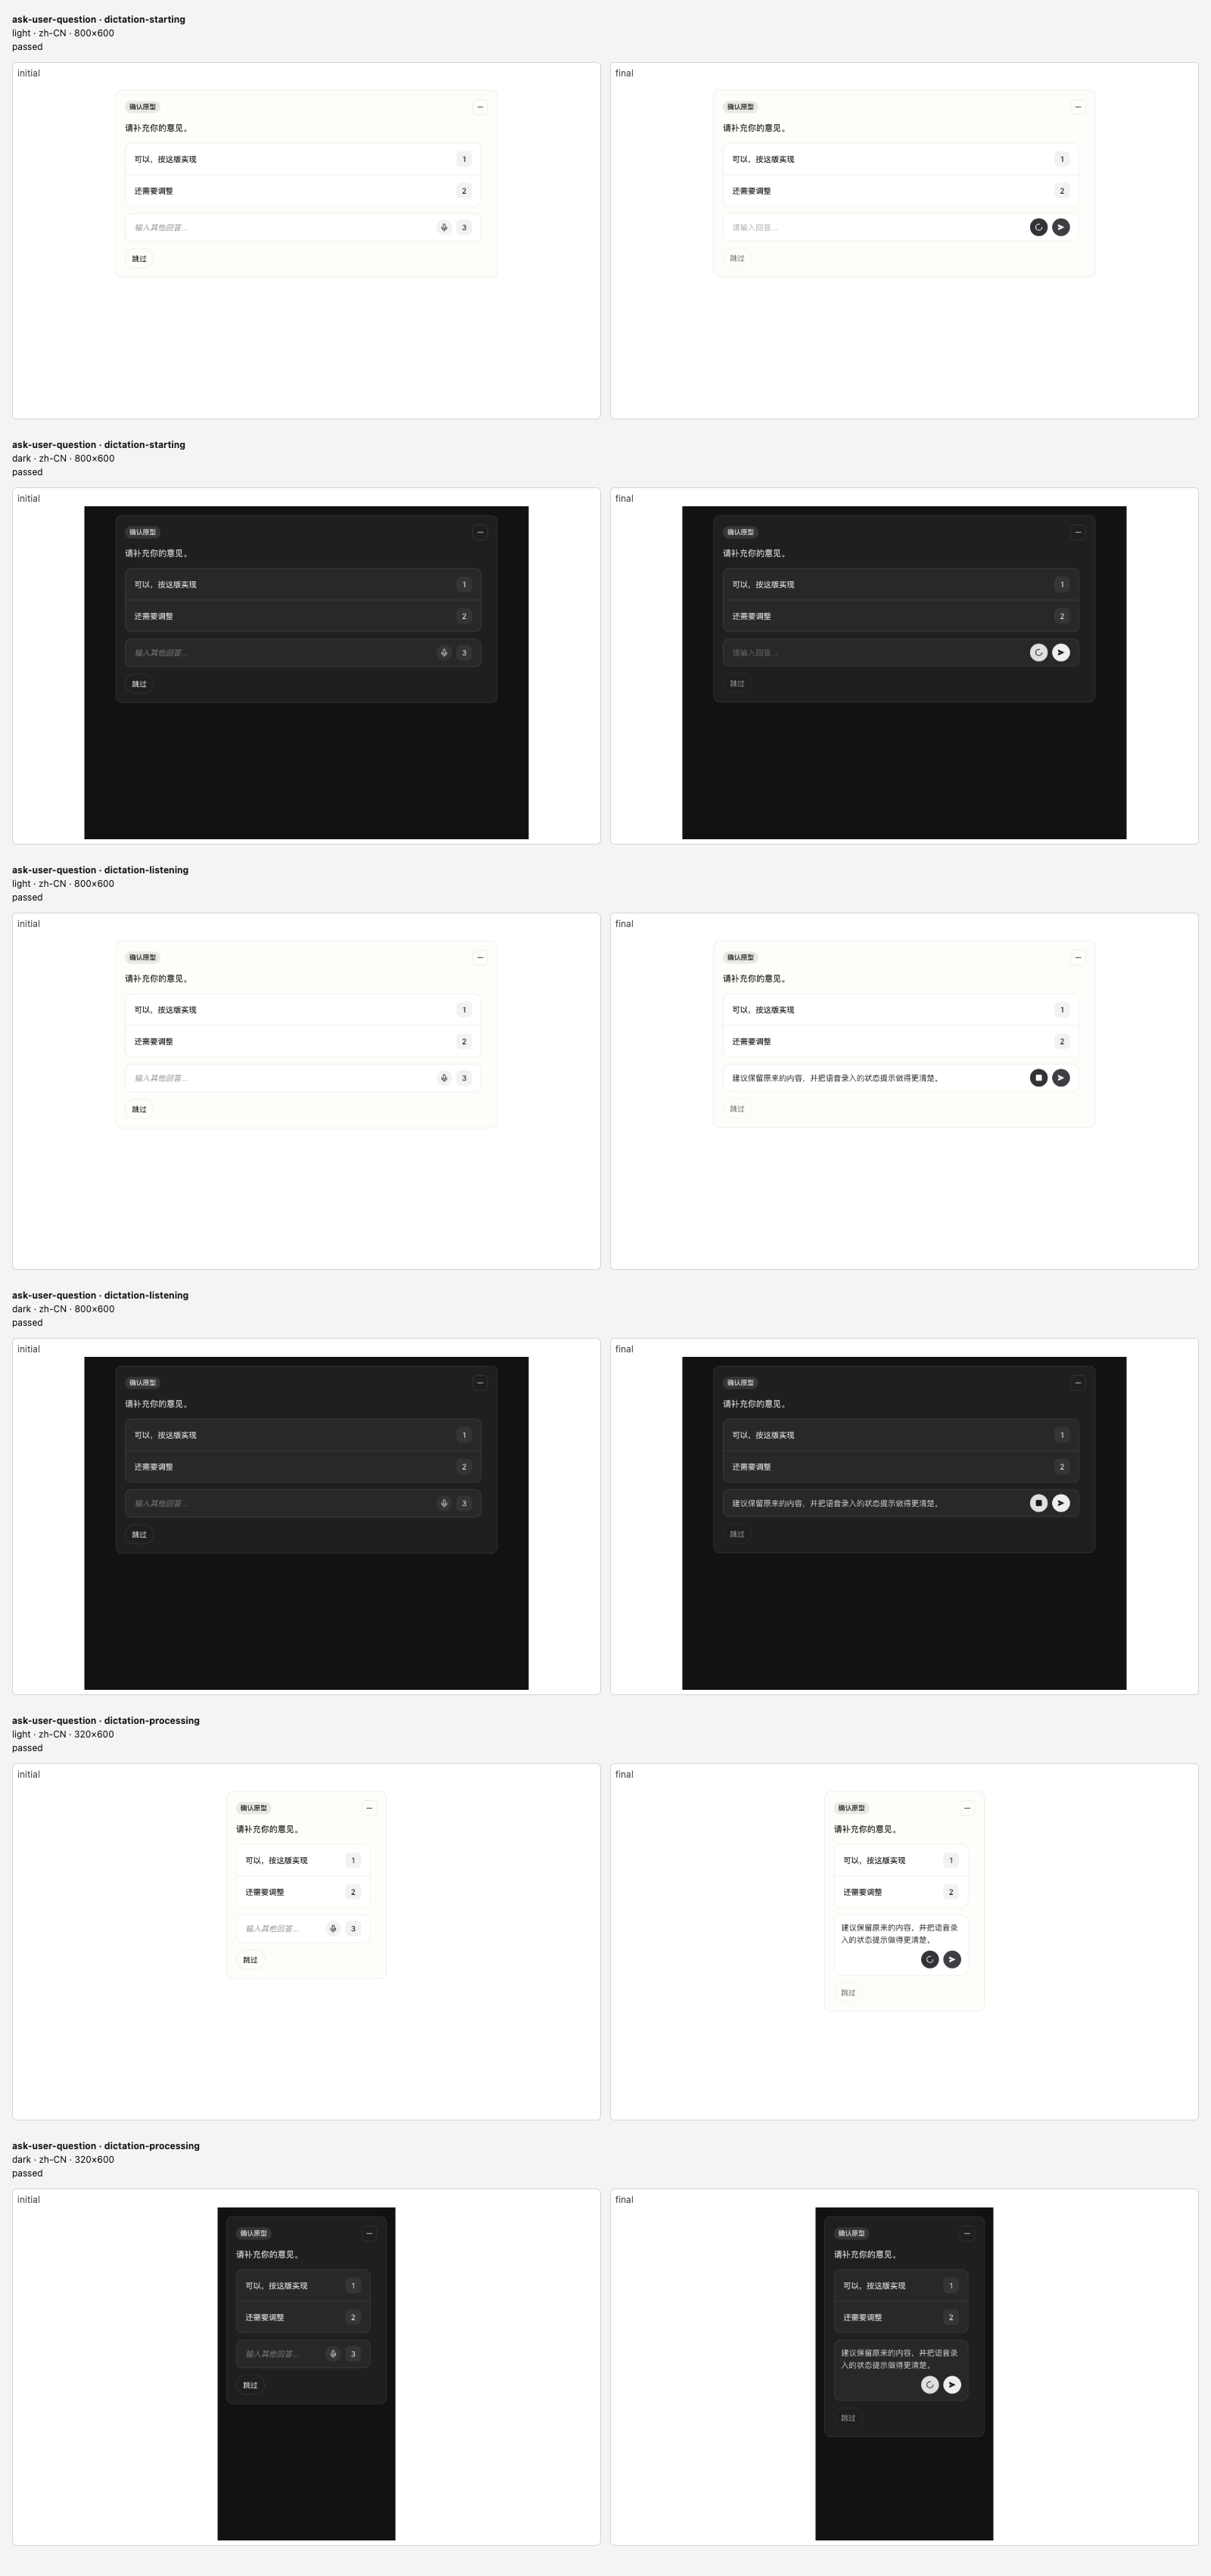 ask-user-question · dictation-starting
light · zh-CN · 800×600
passed
initial
确认原型
请补充你的意见。
可以，按这版实现
1
还需要调整
2
输入其他回答...
3
跳过
final
确认原型
请补充你的意见。
可以，按这版实现
1
还需要调整
2
请输入回答...
跳过
ask-user-question · dictation-starting
dark · zh-CN · 800×600
passed
initial
确认原型
请补充你的意见。
可以，按这版实现
1
还需要调整
2
输入其他回答...
3
跳过
final
确认原型
请补充你的意见。
可以，按这版实现
1
还需要调整
2
请输入回答...
跳过
ask-user-question · dictation-listening
light · zh-CN · 800×600
passed
initial
确认原型
请补充你的意见。
可以，按这版实现
1
还需要调整
2
输入其他回答...
3
跳过
final
确认原型
请补充你的意见。
可以，按这版实现
1
还需要调整
2
建议保留原来的内容，并把语音录入的状态提示做得更清楚。
跳过
ask-user-question · dictation-listening
dark · zh-CN · 800×600
passed
initial
确认原型
请补充你的意见。
可以，按这版实现
1
还需要调整
2
输入其他回答...
3
跳过
final
确认原型
请补充你的意见。
可以，按这版实现
1
还需要调整
2
建议保留原来的内容，并把语音录入的状态提示做得更清楚。
跳过
ask-user-question · dictation-processing
light · zh-CN · 320×600
passed
initial
确认原型
请补充你的意见。
可以，按这版实现
1
还需要调整
2
输入其他回答...
3
跳过
final
确认原型
请补充你的意见。
可以，按这版实现
1
还需要调整
2
建议保留原来的内容，并把语音录
入的状态提示做得更清楚。
跳过
ask-user-question · dictation-processing
dark · zh-CN · 320×600
passed
initial
确认原型
请补充你的意见。
可以，按这版实现
1
还需要调整
2
输入其他回答...
3
跳过
final
确认原型
请补充你的意见。
可以，按这版实现
1
还需要调整
2
建议保留原来的内容，并把语音录
入的状态提示做得更清楚。
跳过